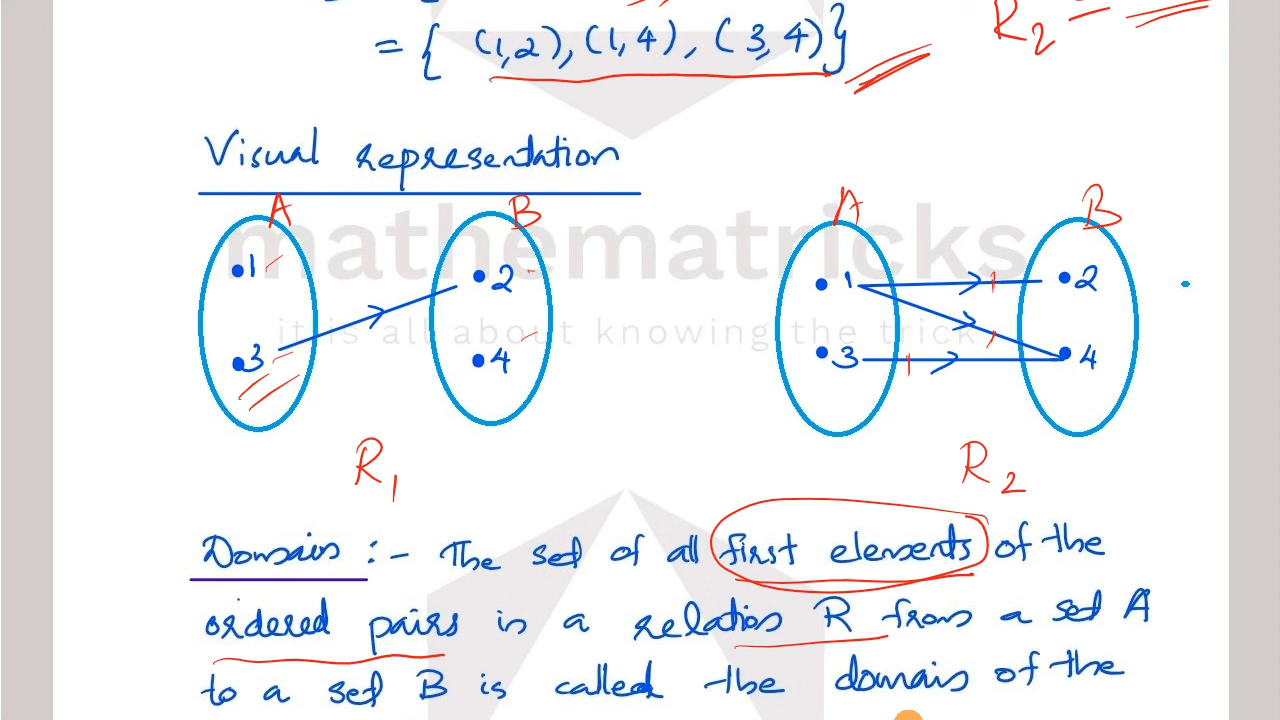 R2
= { (1,2), (1,4), (3,4)}
Visual representation
A B A B
mathematricks
•1 •2 • 1 •2
it is all about knowing the tricky
•3 •4 • 3 • 4
R1 R2
Domain :- The set of all first elements of the
ordered pairs in a relation R from a set A
to a set B is called the domain of the